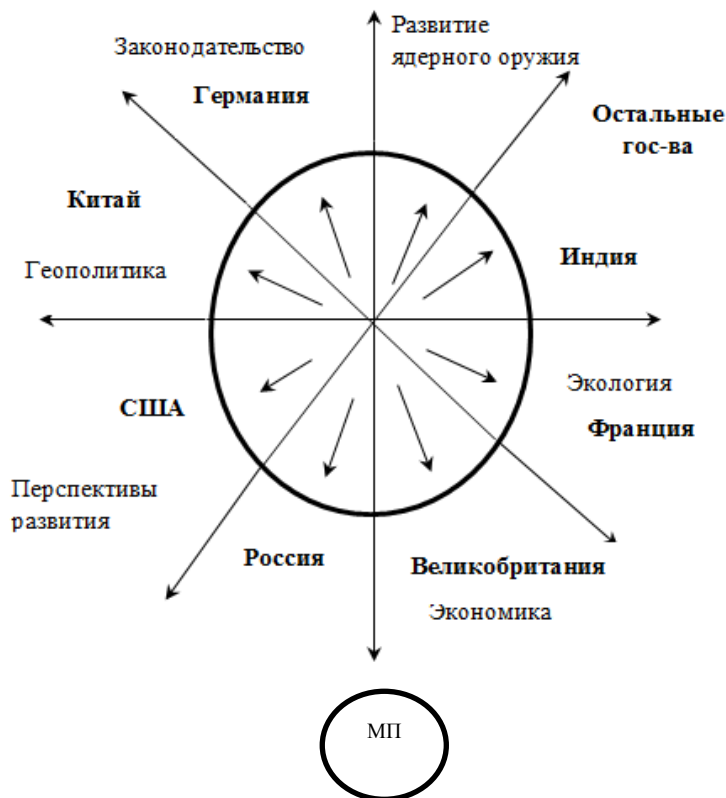 Развитие
ядерного оружия
Законодательство
Германия
Остальные
гос-ва
Китай
Индия
Геополитика
Экология
США
Франция
Перспективы
развития
Россия
Великобритания
Экономика
МП